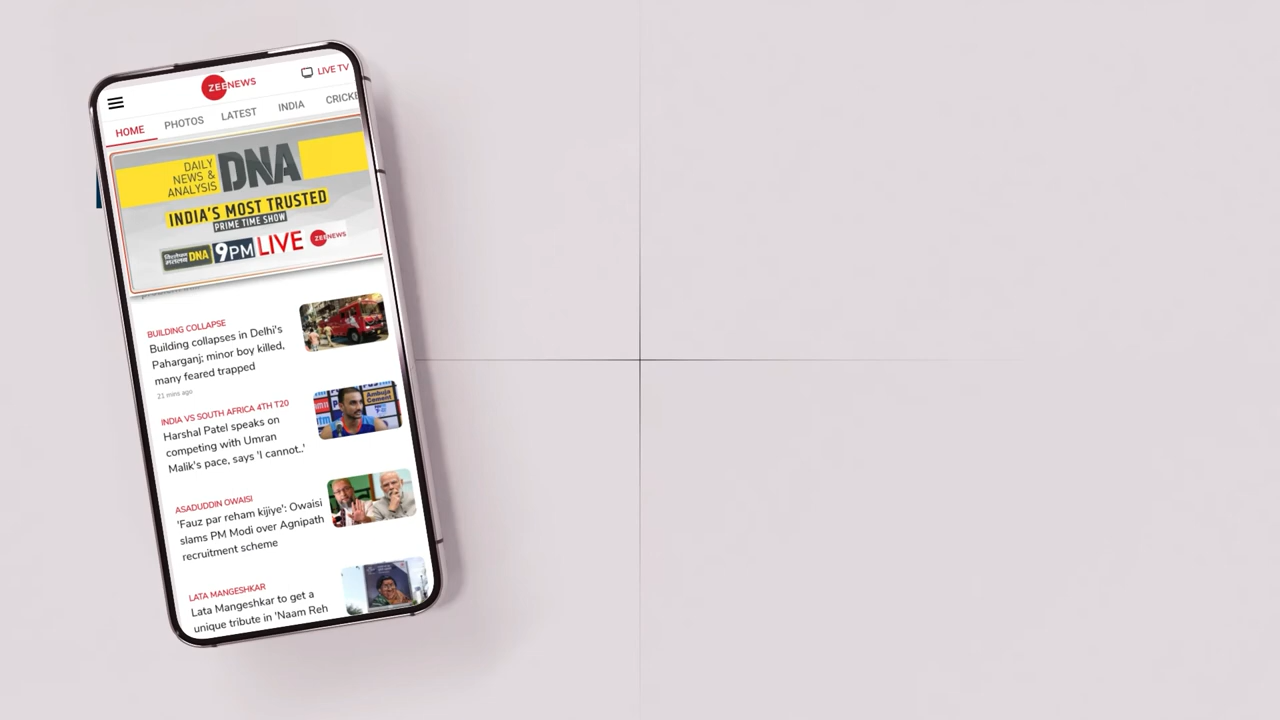 ZEENEWS
LIVE TV
HOME
PHOTOS
LATEST
INDIA
DAILY
NEWS &
ANALYSIS
DNA
INDIA'S MOST TRUSTED
PRIME TIME SHOW
DNA
9PM LIVE
ZEENEWS
BUILDING COLLAPSE
Building collapses in Delhi's
Paharganj; minor boy killed,
many feared trapped
21 mins ago
INDIA VS SOUTH AFRICA 4TH T20
Harshal Patel speaks on
competing with Umran
Malik's pace, says 'I cannot..'
Ambuja
Cement
ASADUDDIN OWAISI
'Fauz par reham kijiye': Owaisi
slams PM Modi over Agnipath
recruitment scheme
LATA MANGESHKAR
Lata Mangeshkar to get a
unique tribute in 'Naam Reh